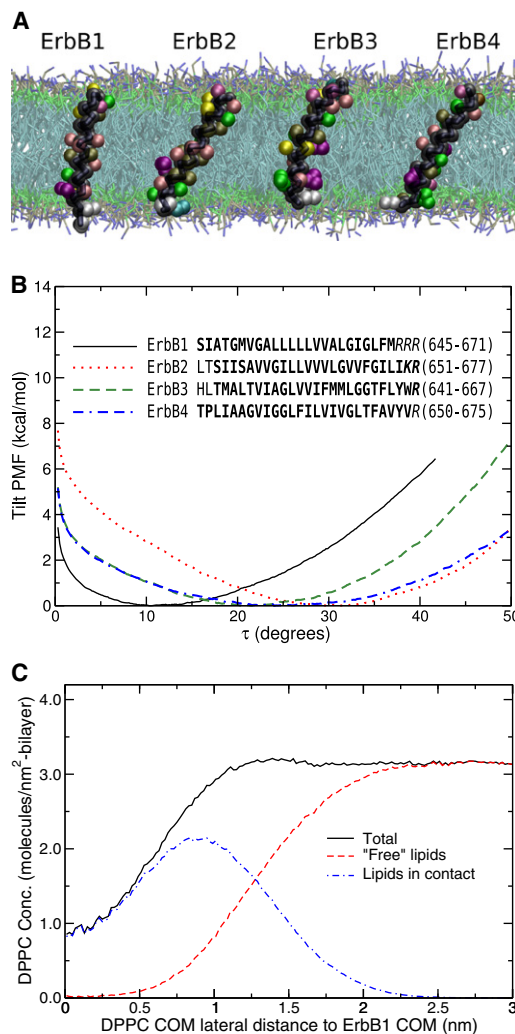 A
ErbB1 ErbB2 ErbB3 ErbB4
B
14
12
10
8
6
4
2
0
Tilt PMF (kcal/mol)
ErbB1 SIATGMVGALLLLLVVALGIGLFMRRR(645-671)
ErbB2 LTSIISAVVGILLVVVLGVVFGILIKR(651-677)
ErbB3 HLTMALTVIAGLVVIFMMLGGTFLYWR(641-667)
ErbB4 TPLIAAGVIGGLFILVIVGLTFAVYVR(650-675)
0 10 20 30 40 50
τ (degrees)
C
4.0
3.0
2.0
1.0
0.0
DPPC Conc. (molecules/nm²-bilayer)
Total
"Free" lipids
Lipids in contact
0 0.5 1 1.5 2 2.5 3
DPPC COM lateral distance to ErbB1 COM (nm)